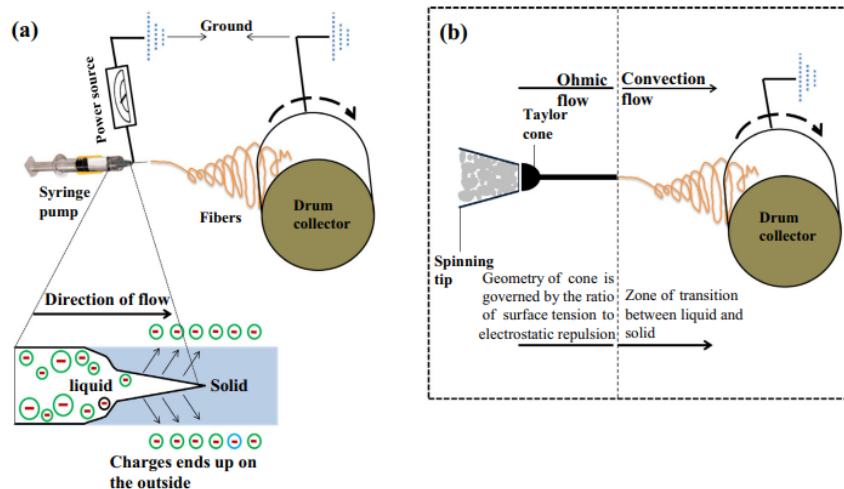 (a)
Ground
Power source
Syringe
pump
Fibers
Drum
collector
Direction of flow
liquid
Solid
Charges ends up on
the outside
(b)
Ohmic
flow
Convection
flow
Taylor
cone
Drum
collector
Spinning
tip
Geometry of cone is
governed by the ratio
of surface tension to
electrostatic repulsion
Zone of transition
between liquid and
solid